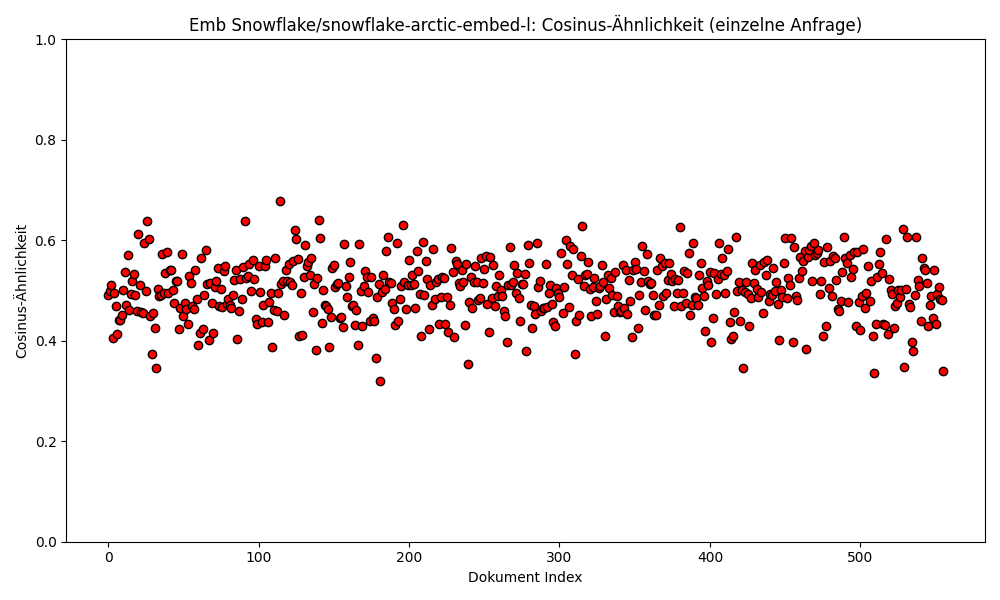 Emb Snowflake/snowflake-arctic-embed-l: Cosinus-Ähnlichkeit (einzelne Anfrage)
1.0
0.8
0.6
0.4
0.2
0.0
Cosinus-Ähnlichkeit
0 100 200 300 400 500
Dokument Index